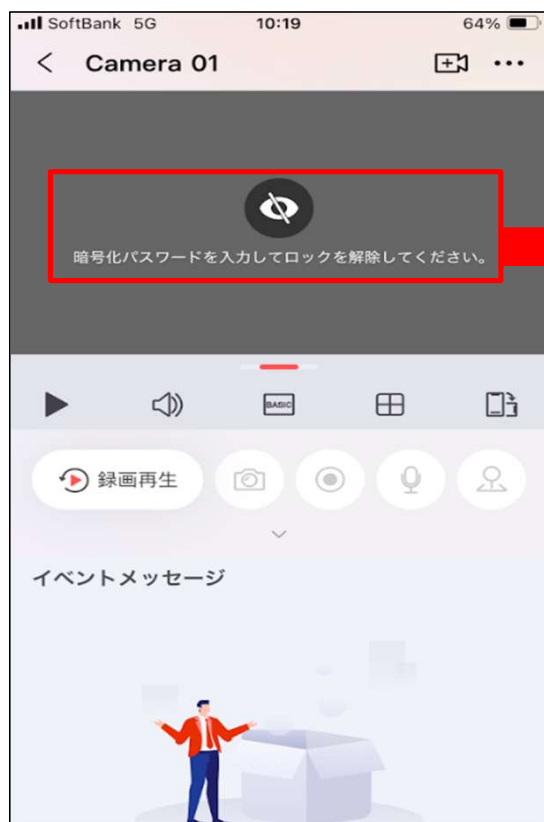 SoftBank 5G 10:19 64%
Camera 01
暗号化パスワードを入力してロックを解除してください。
BASIC
録画再生
イベントメッセージ